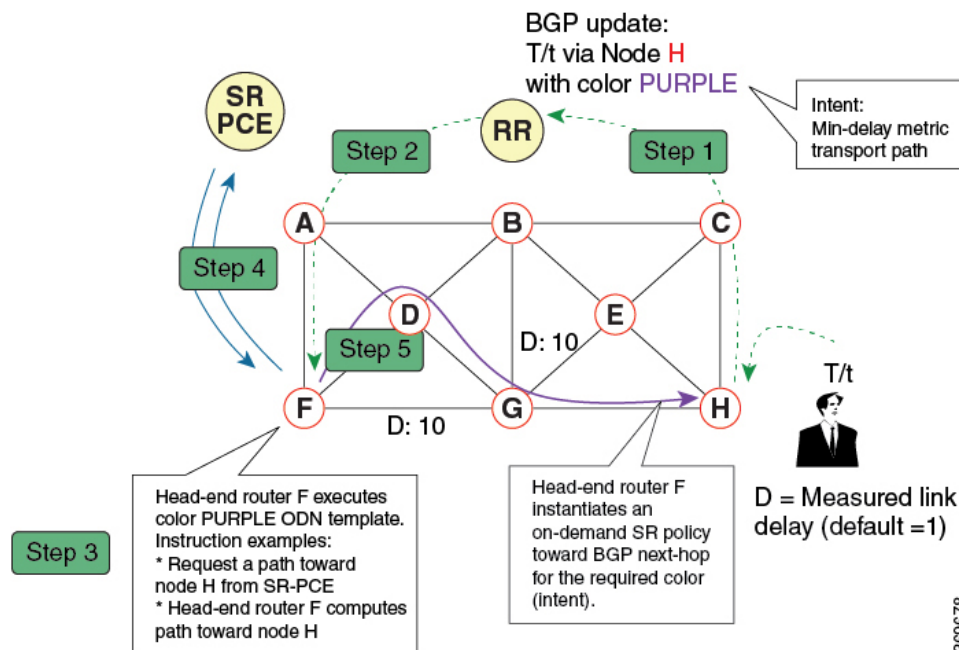 BGP update:
T/t via Node H
with color PURPLE
Intent:
Min-delay metric
transport path
SR
PCE
RR
Step 2
Step 1
A
B
C
Step 4
D
E
Step 5
D: 10
T/t
F
G
H
D: 10
Head-end router F executes
color PURPLE ODN template.
Instruction examples:
* Request a path toward
node H from SR-PCE
* Head-end router F computes
path toward node H
Head-end router F
instantiates an
on-demand SR policy
toward BGP next-hop
for the required color
(intent).
D = Measured link
delay (default =1)
Step 3